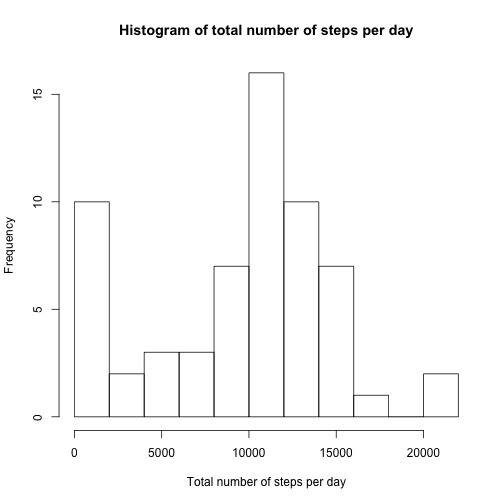 Histogram of total number of steps per day
Frequency
15
10
5
0
0 5000 10000 15000 20000
Total number of steps per day